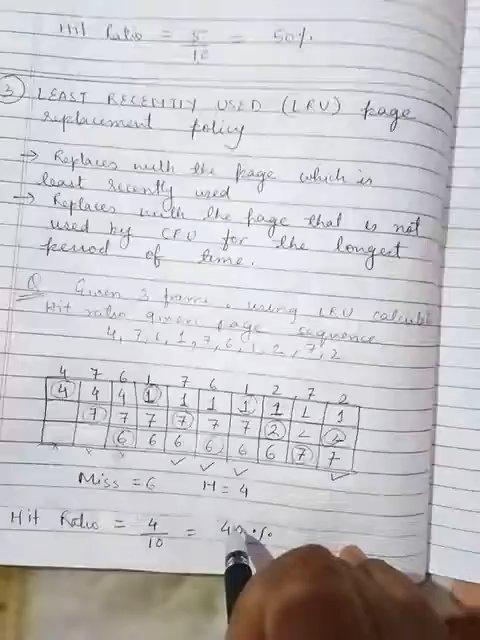 Hit Ratio = 5/10 = 50%
3 LEAST RECENTLY USED (LRU) page
replacement policy
→ Replaces with the page which is
least recently used
→ Replaces with the page that is not
used by CPU for the longest
period of time.
Q Given 3 frame, using LRU calculate
Hit ratio given page sequence
4, 7, 6, 1, 7, 6, 1, 2, 7, 2
4 7 6 1 7 6 1 2 7 2
4 4 4 1 1 1 1 1 1 1
7 7 7 7 7 7 2 2 2
6 6 6 6 6 6 7 7
x x x ✓ ✓ ✓ ✓
Miss = 6 H = 4
Hit Ratio = 4/10 = 40%